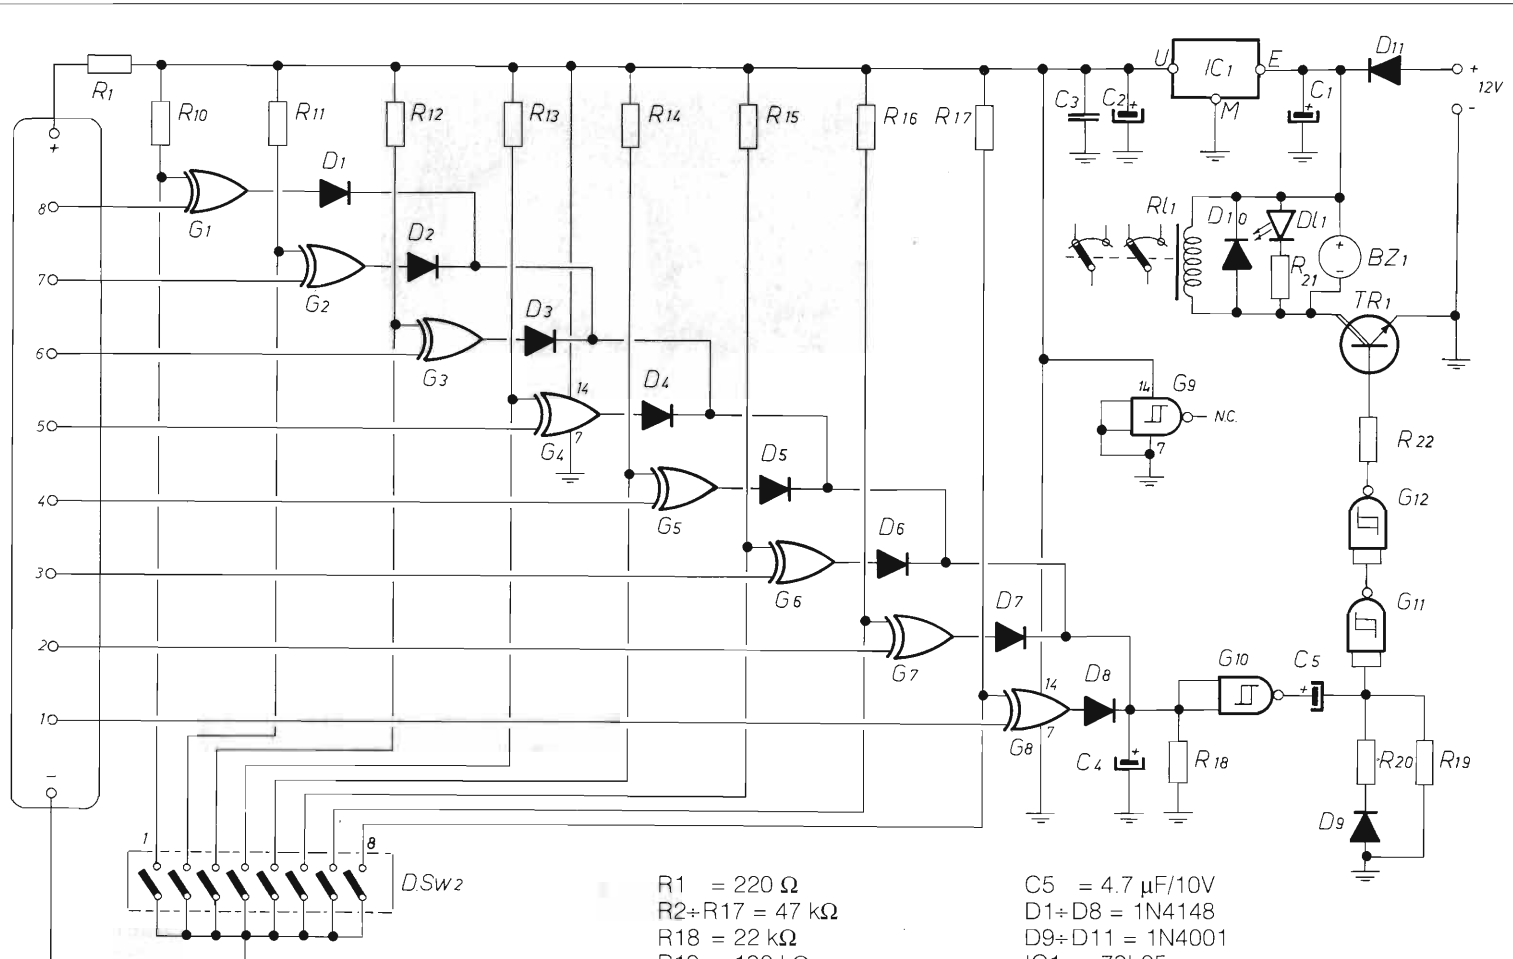 R1
R10
R11
R12
R13
R14
R15
R16
R17
C3
C2
+
U
IC1
E
M
C1
+
D11
+
12V
-
+
8
7
6
5
4
3
2
1
-
G1
D1
G2
D2
G3
D3
G4
14
7
D4
G5
D5
G6
D6
G7
D7
G8
14
7
D8
C4
+
R18
G10
C5
+
R20
R19
D9
G11
G12
R22
TR1
BZ1
+
-
Rl1
D10
Dl1
R21
14
G9
N.C.
7
1
8
DSW2
R1 = 220 Ω
R2÷R17 = 47 kΩ
R18 = 22 kΩ
C5 = 4.7 µF/10V
D1÷D8 = 1N4148
D9÷D11 = 1N4001